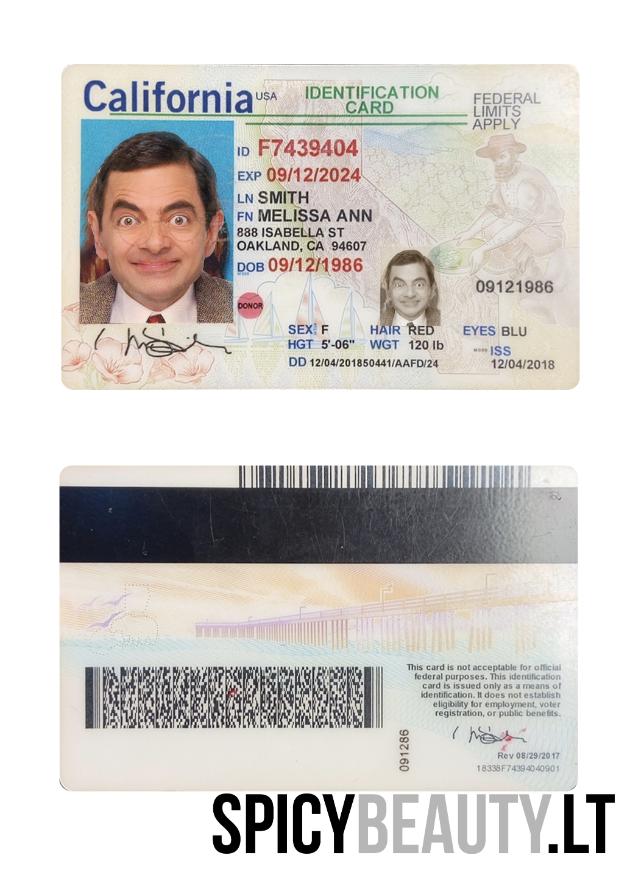 California USA IDENTIFICATION CARD
FEDERAL LIMITS APPLY
ID F7439404
EXP 09/12/2024
LN SMITH
FN MELISSA ANN
888 ISABELLA ST
OAKLAND, CA 94607
DOB 09/12/1986
DONOR
09121986
SEX F HAIR RED EYES BLU
HGT 5'-06" WGT 120 lb ISS
DD 12/04/201850441/AAFD/24 12/04/2018
This card is not acceptable for official
federal purposes. This identification
card is issued only as a means of
identification. It does not establish
eligibility for employment, voter
registration, or public benefits.
091286
Rev 08/29/2017
18338F74394040901
SPICYBEAUTY.LT